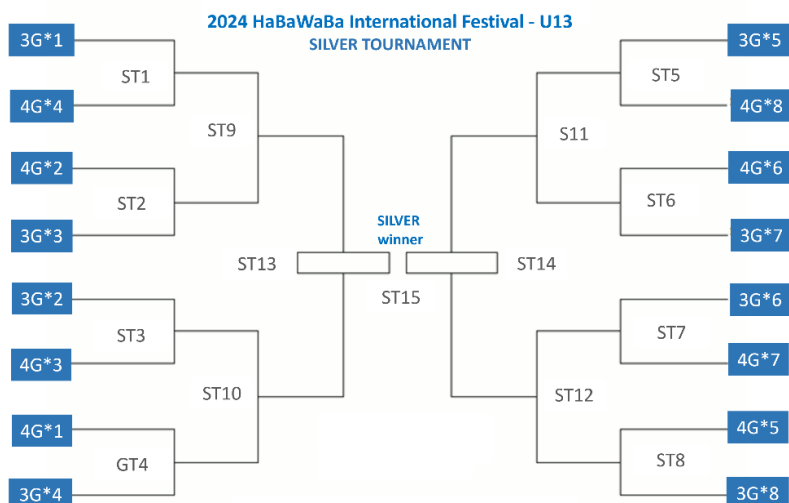 2024 HaBaWaBa International Festival - U13
SILVER TOURNAMENT
3G*1
ST1
4G*4
ST9
4G*2
ST2
3G*3
ST13
3G*2
ST3
4G*3
ST10
4G*1
GT4
3G*4
SILVER
winner
ST15
3G*5
ST5
4G*8
S11
4G*6
ST6
3G*7
ST14
3G*6
ST7
4G*7
ST12
4G*5
ST8
3G*8